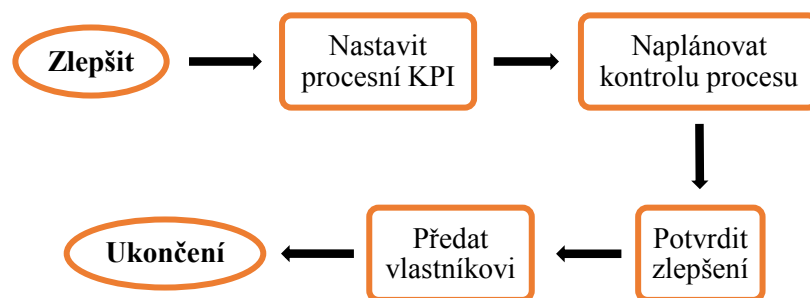 Zlepšit
Nastavit
procesní KPI
Naplánovat
kontrolu procesu
Potvrdit
zlepšení
Předat
vlastníkovi
Ukončení